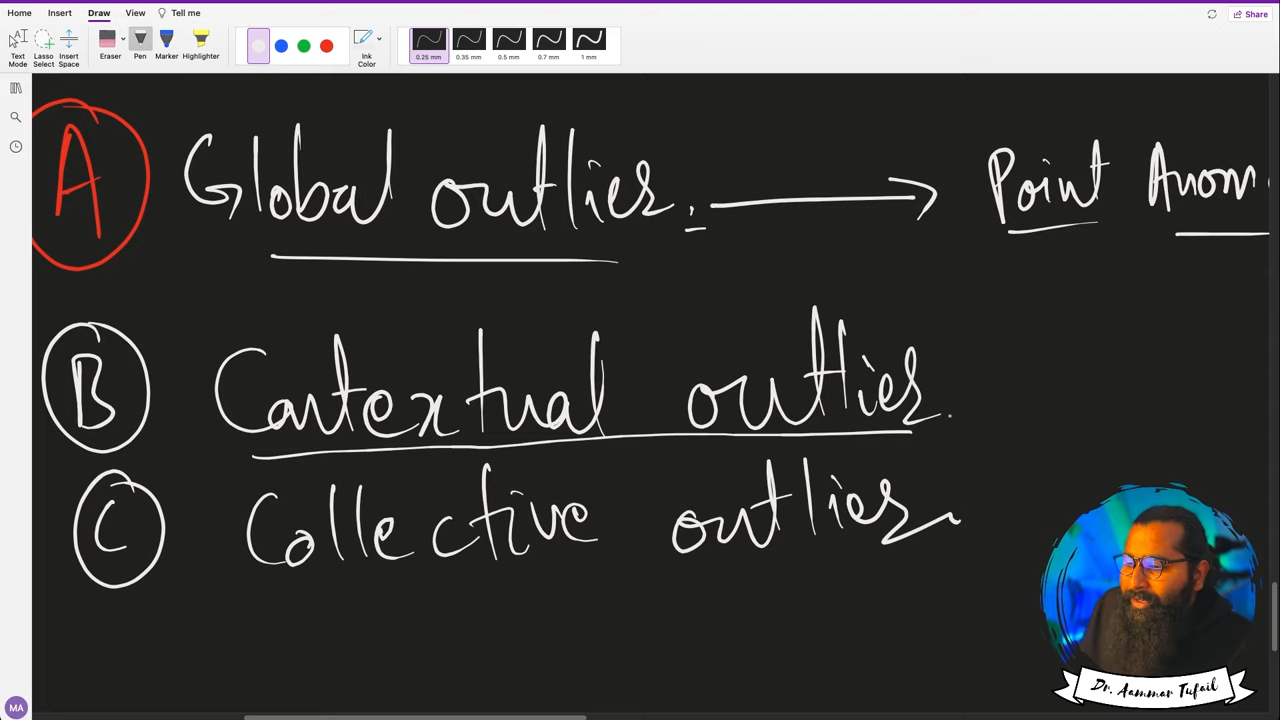 Home Insert Draw View Tell me
Share
Text Mode Lasso Select Insert Space Eraser Pen Marker Highlighter Ink Color 0.25 mm 0.35 mm 0.5 mm 0.7 mm 1 mm
A Global outlier. → Point Anom
B Contextual outlier.
C Collective outlier
Dr. Aammar Tufail
MA